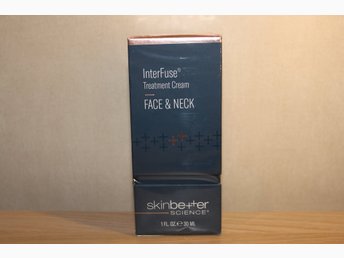 InterFuse®
Treatment Cream
FACE & NECK
skinbetter
SCIENCE®
1 FL OZ ℮ 30 ML